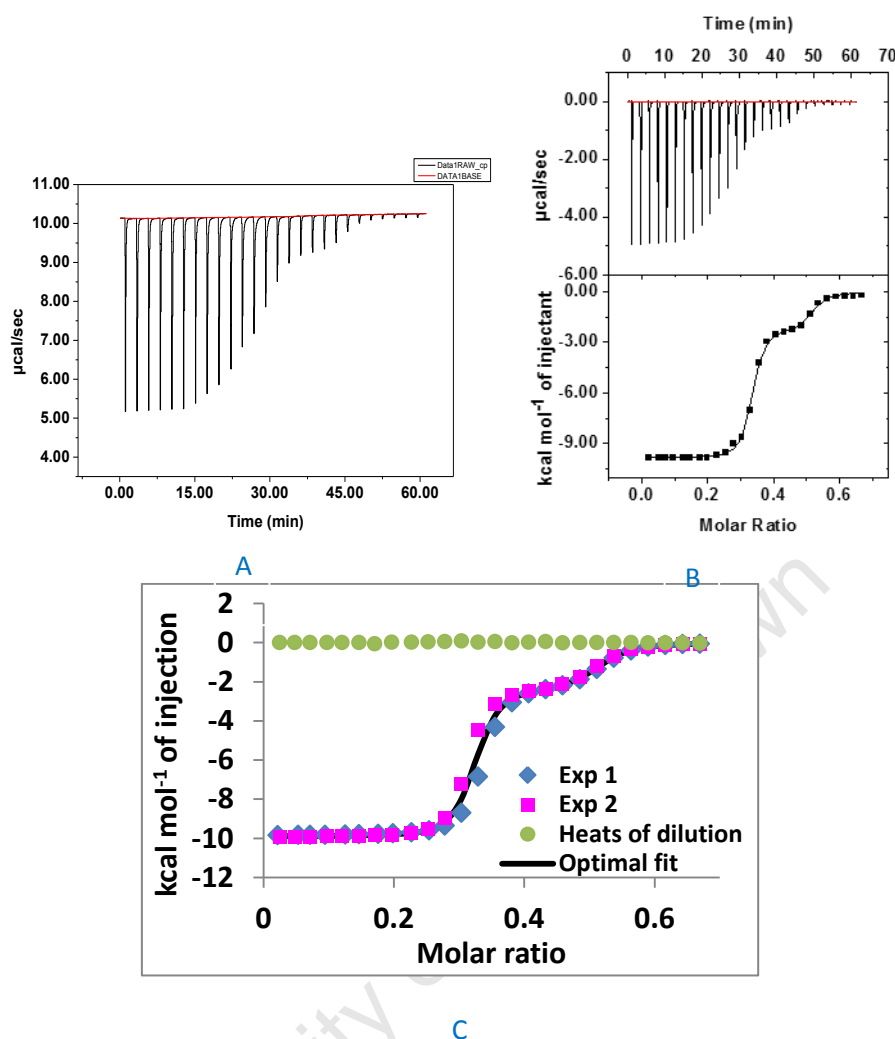 Data1RAW_cp
DATA1BASE
11.00
10.00
9.00
8.00
7.00
6.00
5.00
4.00
µcal/sec
0.00 15.00 30.00 45.00 60.00
Time (min)
A
Time (min)
0 10 20 30 40 50 60 70
0.00
-2.00
-4.00
-6.00
µcal/sec
0.00
-3.00
-6.00
-9.00
kcal mol⁻¹ of injectant
0.0 0.2 0.4 0.6
Molar Ratio
B
2
0
-2
-4
-6
-8
-10
-12
kcal mol⁻¹ of injection
Exp 1
Exp 2
Heats of dilution
Optimal fit
0 0.2 0.4 0.6
Molar ratio
C